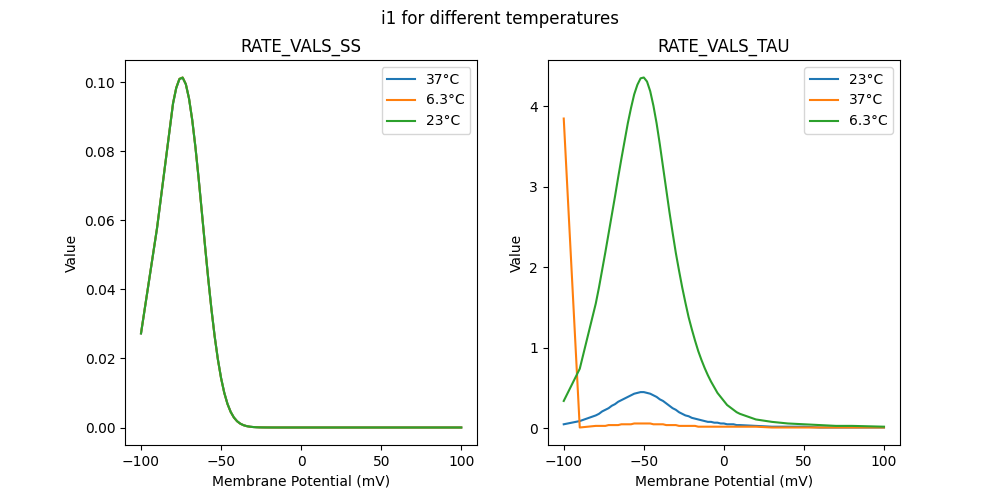 i1 for different temperatures
RATE_VALS_SS
RATE_VALS_TAU
Value
0.10
0.08
0.06
0.04
0.02
0.00
37°C
6.3°C
23°C
−100
−50
0
50
100
Membrane Potential (mV)
Value
4
3
2
1
0
23°C
37°C
6.3°C
−100
−50
0
50
100
Membrane Potential (mV)